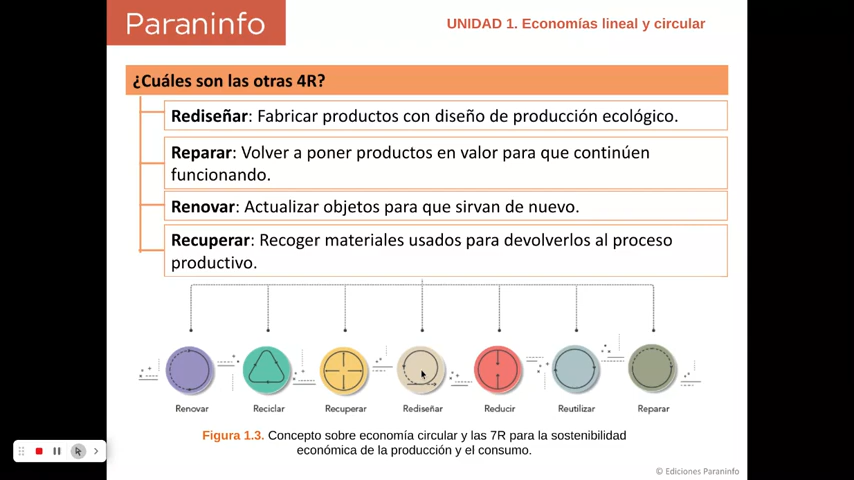 Paraninfo
UNIDAD 1. Economías lineal y circular
¿Cuáles son las otras 4R?
Rediseñar: Fabricar productos con diseño de producción ecológico.
Reparar: Volver a poner productos en valor para que continúen
funcionando.
Renovar: Actualizar objetos para que sirvan de nuevo.
Recuperar: Recoger materiales usados para devolverlos al proceso
productivo.
Renovar
Reciclar
Recuperar
Rediseñar
Reducir
Reutilizar
Reparar
Figura 1.3. Concepto sobre economía circular y las 7R para la sostenibilidad
económica de la producción y el consumo.
© Ediciones Paraninfo